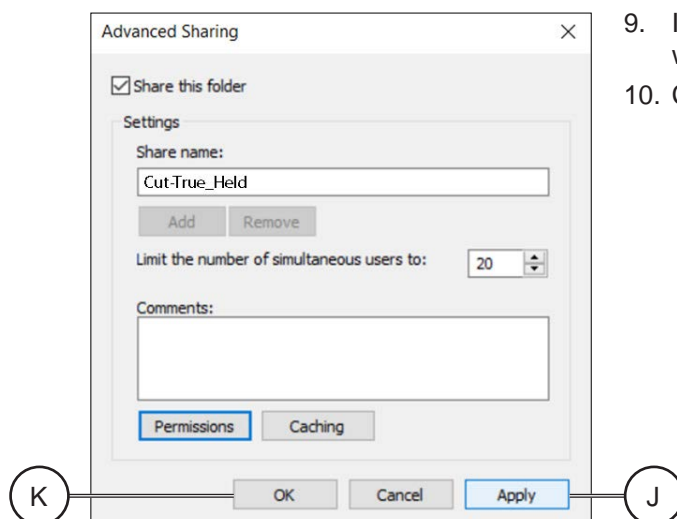 Advanced Sharing
Share this folder
Settings
Share name:
Cut-True_Held
Add Remove
Limit the number of simultaneous users to: 20
Comments:
Permissions Caching
K OK Cancel Apply J
9.
10.